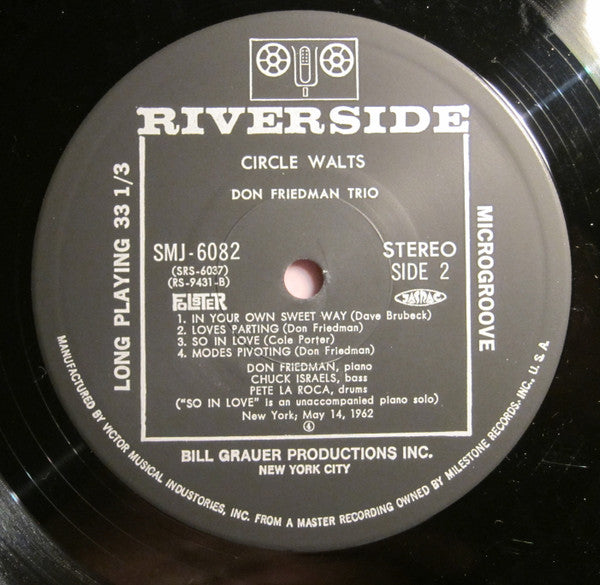 RIVERSIDE
CIRCLE WALTS
DON FRIEDMAN TRIO
LONG PLAYING 33 1/3
MICROGROOVE
SMJ-6082
(SRS-6037)
(RS-9431-B)
STEREO
SIDE 2
POLYSTER
JASRAC
1. IN YOUR OWN SWEET WAY (Dave Brubeck)
2. LOVES PARTING (Don Friedman)
3. SO IN LOVE (Cole Porter)
4. MODES PIVOTING (Don Friedman)
DON FRIEDMAN, piano
CHUCK ISRAELS, bass
PETE LA ROCA, drums
("SO IN LOVE" is an unaccompanied piano solo)
New York; May 14, 1962
④
BILL GRAUER PRODUCTIONS INC.
NEW YORK CITY
MANUFACTURED BY VICTOR MUSICAL INDUSTRIES, INC. FROM A MASTER RECORDING OWNED BY MILESTONE RECORDS, INC., U.S.A.